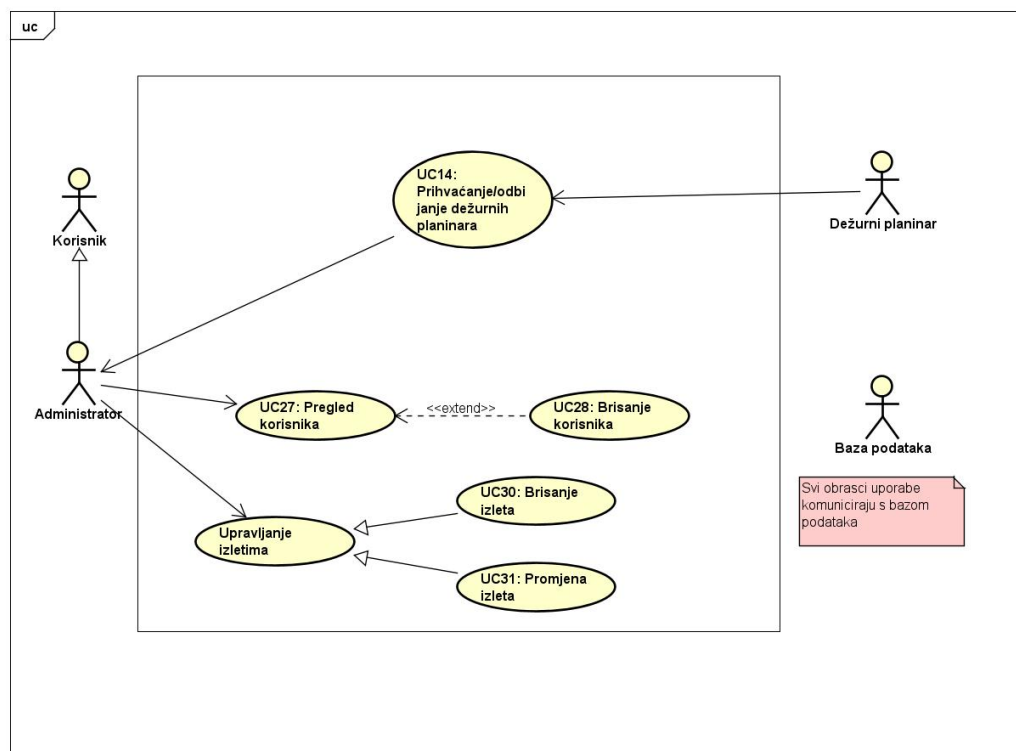 uc
UC14:
Prihvaćanje/odbi
janje dežurnih
planinara
Korisnik
Dežurni planinar
Administrator
UC27: Pregled
korisnika
<<extend>>
UC28: Brisanje
korisnika
Baza podataka
Svi obrasci uporabe
komuniciraju s bazom
podataka
UC30: Brisanje
izleta
Upravljanje
izletima
UC31: Promjena
izleta